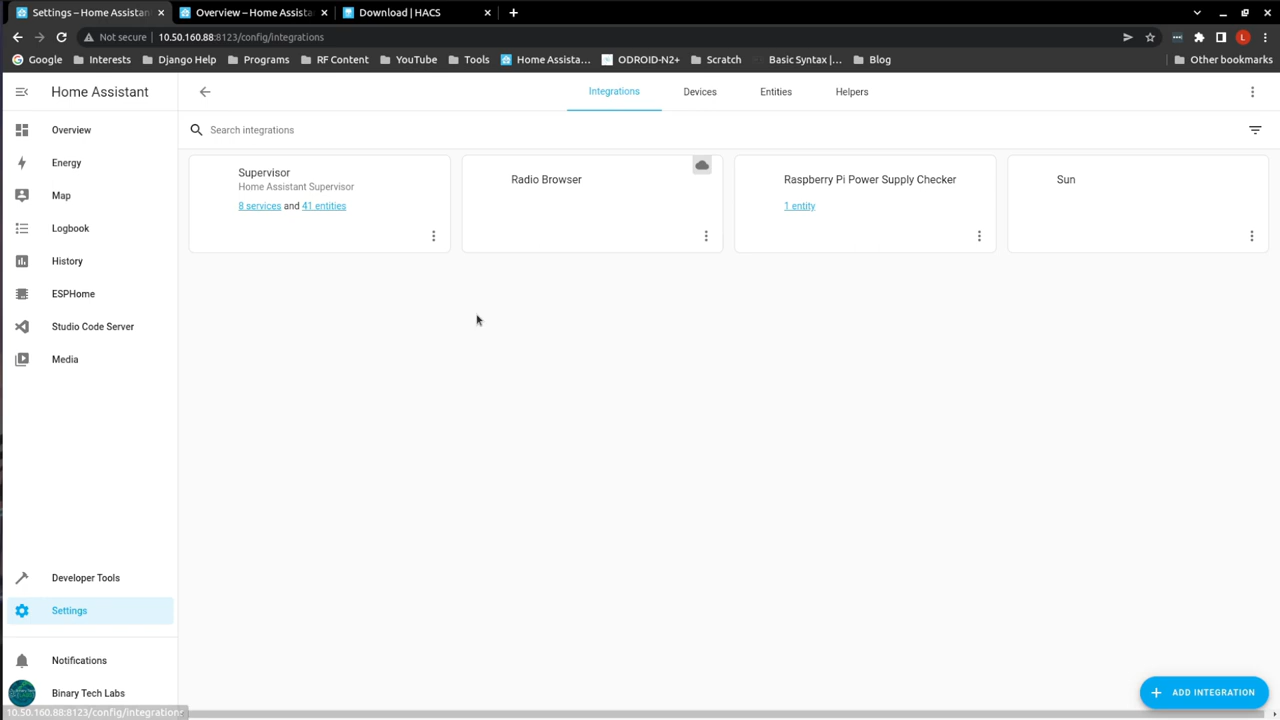 Settings – Home Assistan
Overview – Home Assista
Download | HACS
Not secure | 10.50.160.88:8123/config/integrations
L
Google
Interests
Django Help
Programs
RF Content
YouTube
Tools
Home Assista...
ODROID-N2+
Scratch
Basic Syntax |...
Blog
Other bookmarks
Home Assistant
Integrations
Devices
Entities
Helpers
Overview
Search integrations
Energy
Map
Logbook
History
ESPHome
Studio Code Server
Media
Supervisor
Home Assistant Supervisor
8 services and 41 entities
Radio Browser
Raspberry Pi Power Supply Checker
1 entity
Sun
Developer Tools
Settings
Notifications
Binary Tech Labs
ADD INTEGRATION
10.50.160.88:8123/config/integrations